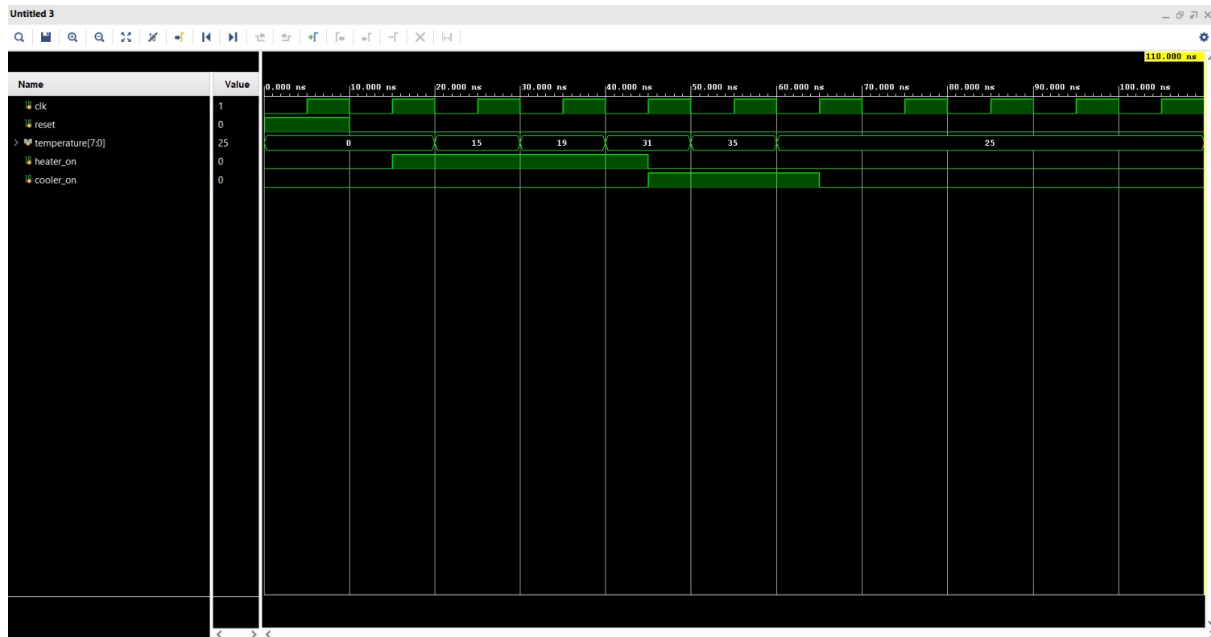 Untitled 3
110.000 ns
Name Value 0.000 ns 10.000 ns 20.000 ns 30.000 ns 40.000 ns 50.000 ns 60.000 ns 70.000 ns 80.000 ns 90.000 ns 100.000 ns
clk 1
reset 0
temperature[7:0] 25 0 15 19 31 35 25
heater_on 0
cooler_on 0